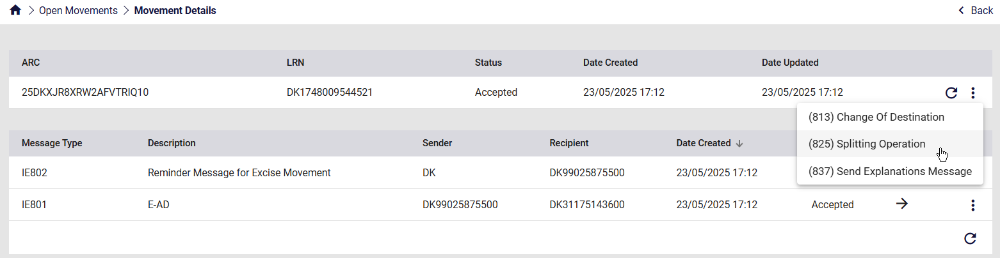 Open Movements Movement Details Back
ARC LRN Status Date Created Date Updated
25DKXJR8XRW2AFVTRIQ10 DK1748009544521 Accepted 23/05/2025 17:12 23/05/2025 17:12
(813) Change Of Destination
(825) Splitting Operation
(837) Send Explanations Message
Message Type Description Sender Recipient Date Created
IE802 Reminder Message for Excise Movement DK DK99025875500 23/05/2025 17:12
IE801 E-AD DK99025875500 DK31175143600 23/05/2025 17:12 Accepted